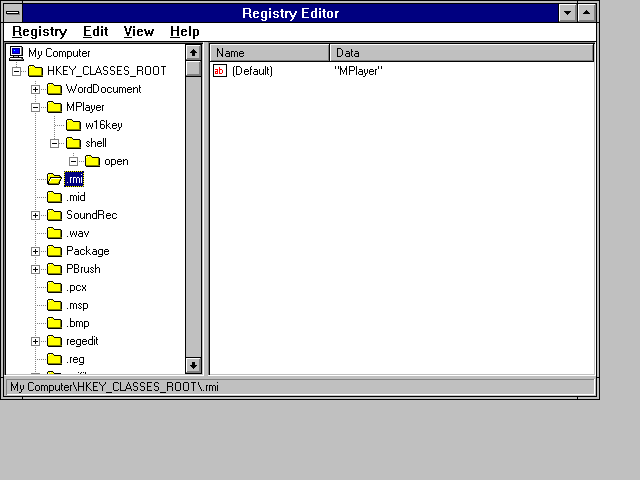 Registry Editor
Registry Edit View Help
My Computer
HKEY_CLASSES_ROOT
WordDocument
MPlayer
w16key
shell
open
.rmi
.mid
SoundRec
.wav
Package
PBrush
.pcx
.msp
.bmp
regedit
.reg
Name Data
ab (Default) "MPlayer"
My Computer\HKEY_CLASSES_ROOT\.rmi